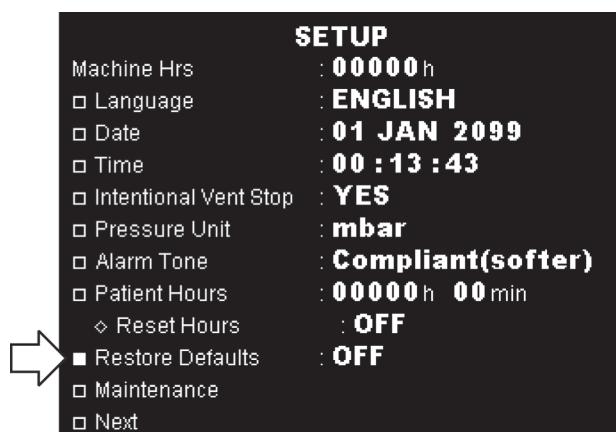 SETUP
Machine Hrs : 00000 h
Language : ENGLISH
Date : 01 JAN 2099
Time : 00 : 13 : 43
Intentional Vent Stop : YES
Pressure Unit : mbar
Alarm Tone : Compliant(softer)
Patient Hours : 00000 h 00 min
Reset Hours : OFF
Restore Defaults : OFF
Maintenance
Next